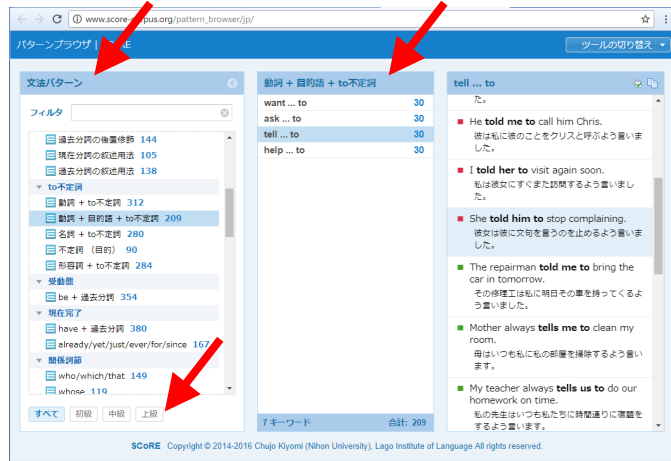 www.score-corpus.org/pattern_browser/jp/
パターンブラウザ | SCoRE
ツールの切り替え
文法パターン
フィルタ
過去分詞の後置修飾 144
現在分詞の叙述用法 105
過去分詞の叙述用法 138
to不定詞
動詞 + to不定詞 312
動詞 + 目的語 + to不定詞 209
名詞 + to不定詞 280
不定詞 (目的) 90
形容詞 + to不定詞 284
受動態
be + 過去分詞 354
現在完了
have + 過去分詞 380
already/yet/just/ever/for/since 167
関係詞節
who/which/that 149
whose 119
すべて 初級 中級 上級
動詞 + 目的語 + to不定詞
want ... to 30
ask ... to 30
tell ... to 30
help ... to 30
7 キーワード 合計: 209
tell ... to
た。
He told me to call him Chris.
彼は私に彼のことをクリスと呼ぶよう言いま
した。
I told her to visit again soon.
私は彼女にすぐまた訪問するよう言いまし
た。
She told him to stop complaining.
彼女は彼に文句を言うのを止めるよう言いま
した。
The repairman told me to bring the
car in tomorrow.
その修理工は私に明日その車を持ってくるよ
う言いました。
Mother always tells me to clean my
room.
母はいつも私に私の部屋を掃除するよう言い
ます。
My teacher always tells us to do our
homework on time.
私の先生はいつも私たちに時間通りに宿題を
するよう言います。
SCoRE Copyright © 2014-2016 Chujo Kiyomi (Nihon University), Lago Institute of Language All rights reserved.